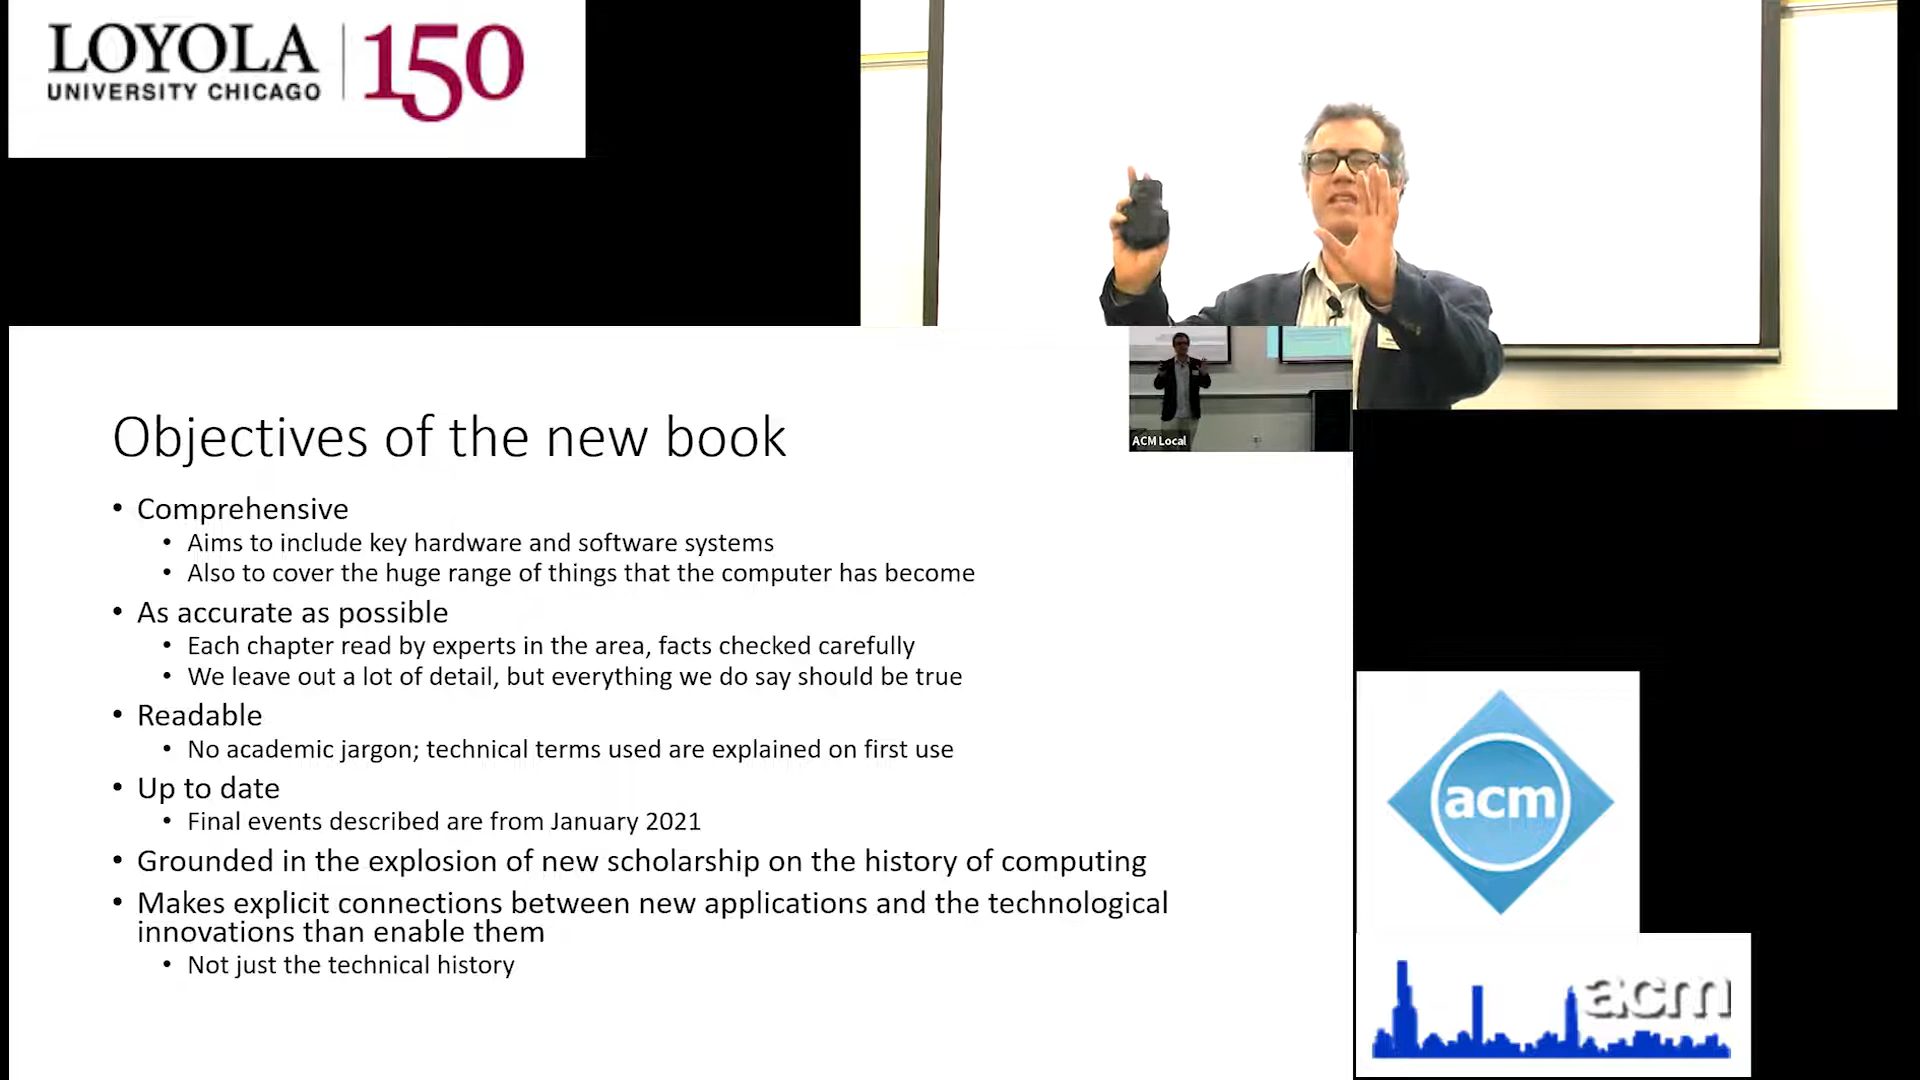 LOYOLA
UNIVERSITY CHICAGO
150
ACM Local
Objectives of the new book
• Comprehensive
• Aims to include key hardware and software systems
• Also to cover the huge range of things that the computer has become
• As accurate as possible
• Each chapter read by experts in the area, facts checked carefully
• We leave out a lot of detail, but everything we do say should be true
• Readable
• No academic jargon; technical terms used are explained on first use
• Up to date
• Final events described are from January 2021
• Grounded in the explosion of new scholarship on the history of computing
• Makes explicit connections between new applications and the technological
innovations than enable them
• Not just the technical history
acm
acm